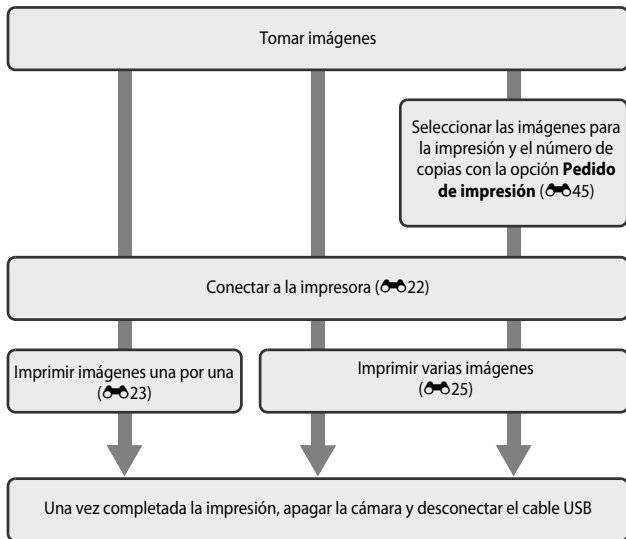 Tomar imágenes
Seleccionar las imágenes para
la impresión y el número de
copias con la opción Pedido
de impresión (45)
Conectar a la impresora (22)
Imprimir imágenes una por una
(23)
Imprimir varias imágenes
(25)
Una vez completada la impresión, apagar la cámara y desconectar el cable USB